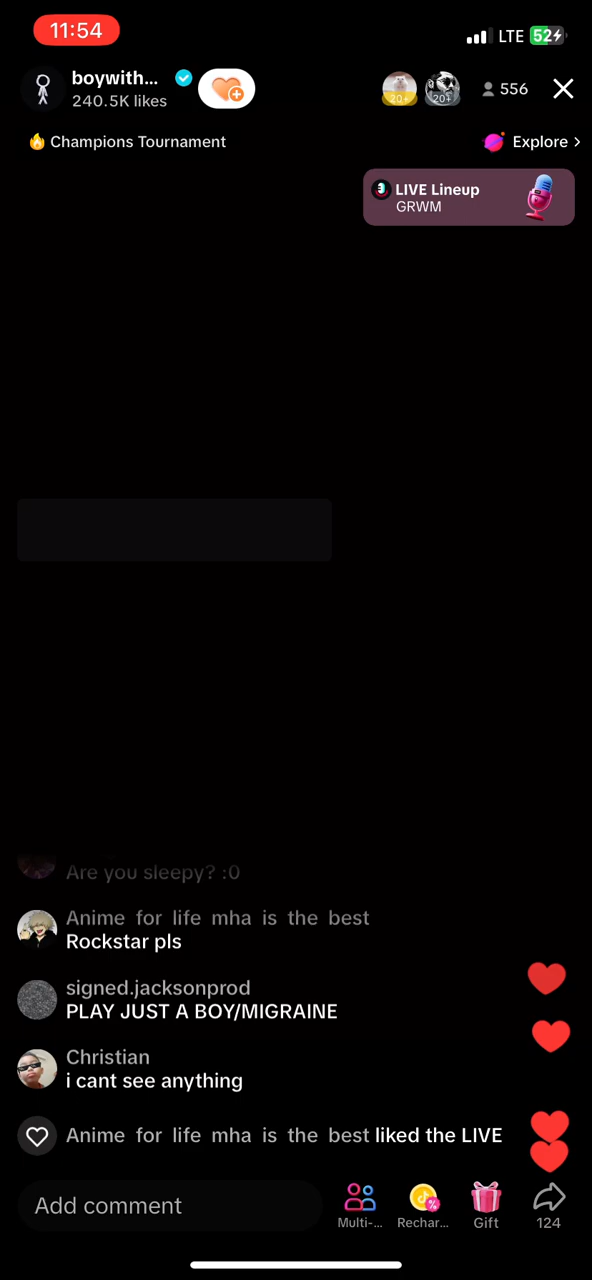 11:54
LTE 52
boywith...
240.5K likes
20+
20+
556
Champions Tournament
Explore >
LIVE Lineup
GRWM
Are you sleepy? :0
Anime for life mha is the best
Rockstar pls
signed.jacksonprod
PLAY JUST A BOY/MIGRAINE
Christian
i cant see anything
Anime for life mha is the best liked the LIVE
Add comment
Multi-...
Rechar...
Gift
124